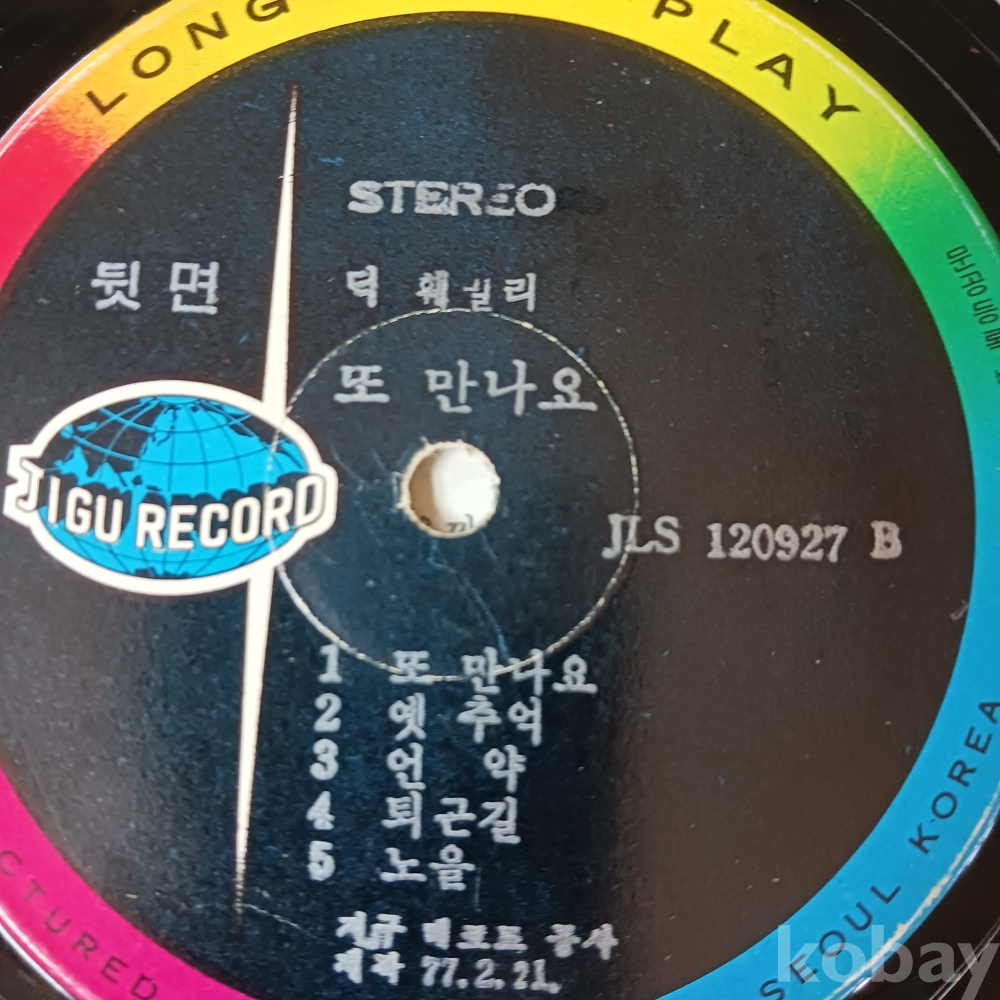 LONG PLAY
STEREO
뒷면
덕 훼밀리
또 만나요
JIGU RECORD
JLS 120927 B
1 또 만나요
2 옛 추억
3 언 약
4 퇴근길
5 노을
지구 레코드 공사
제작 77.2.21.
CTURED
SEOUL KOREA
kobay